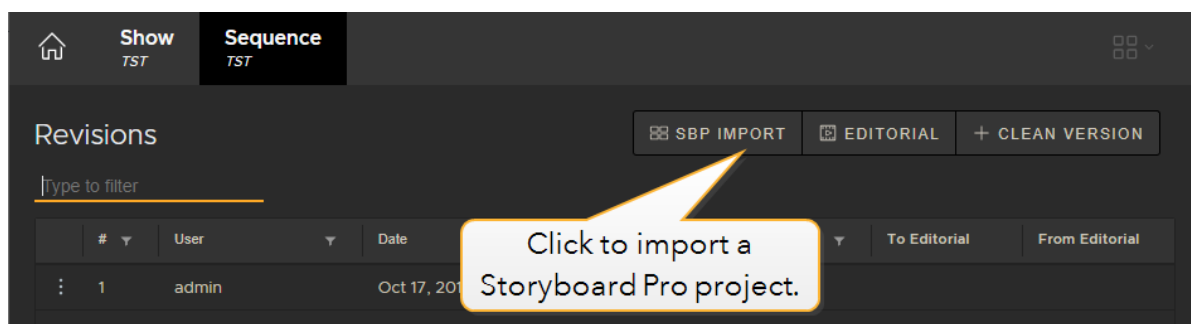 Show Sequence
TST TST
Revisions SBP IMPORT EDITORIAL + CLEAN VERSION
Type to filter
# User Date To Editorial From Editorial
Click to import a
Storyboard Pro project.
1 admin Oct 17, 201